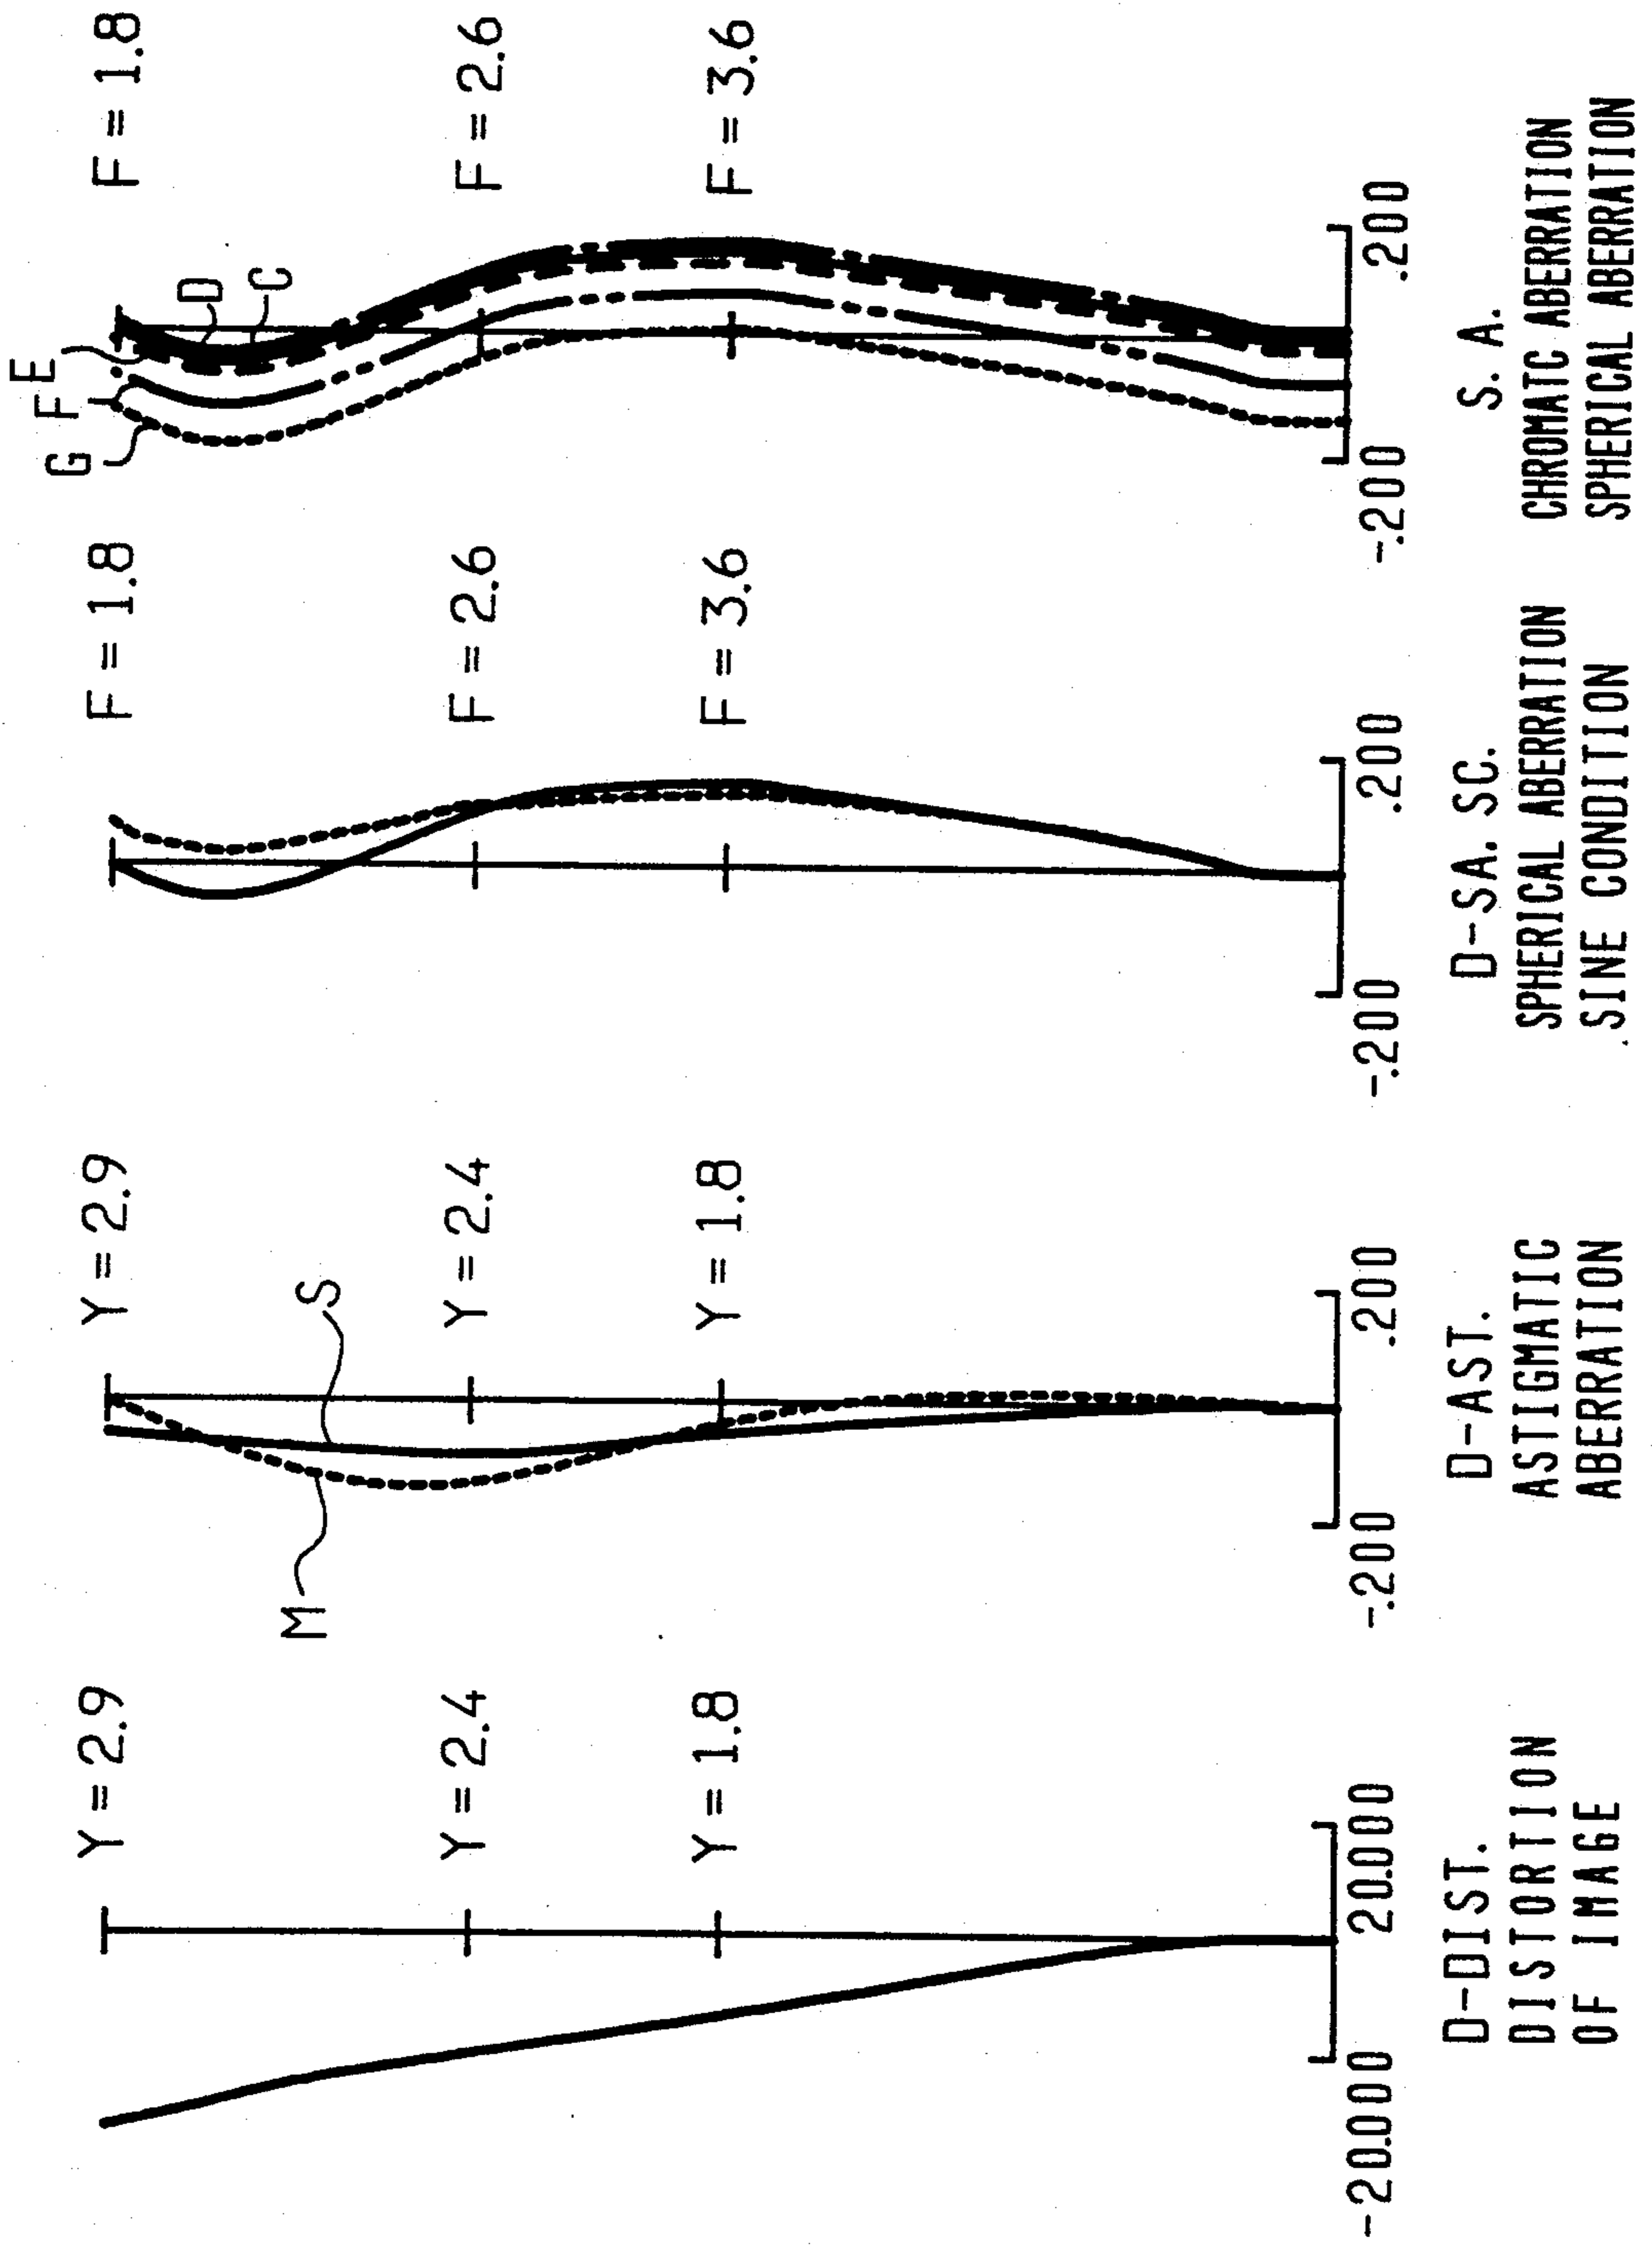 Y = 2.9
Y = 2.4
Y = 1.8
-20.000
20.000
D-DIST.
DISTORTION
OF IMAGE
Y = 2.9
Y = 2.4
Y = 1.8
M
S
-.200
.200
D-AST.
ASTIGMATIC
ABERRATION
F = 1.8
F = 2.6
F = 3.6
-.200
.200
D-SA. SC.
SPHERICAL ABERRATION
SINE CONDITION
F = 1.8
F = 2.6
F = 3.6
G
F
E
D
C
-.200
.200
S. A.
CHROMATC ABERRATION
SPHERICAL ABERRATION